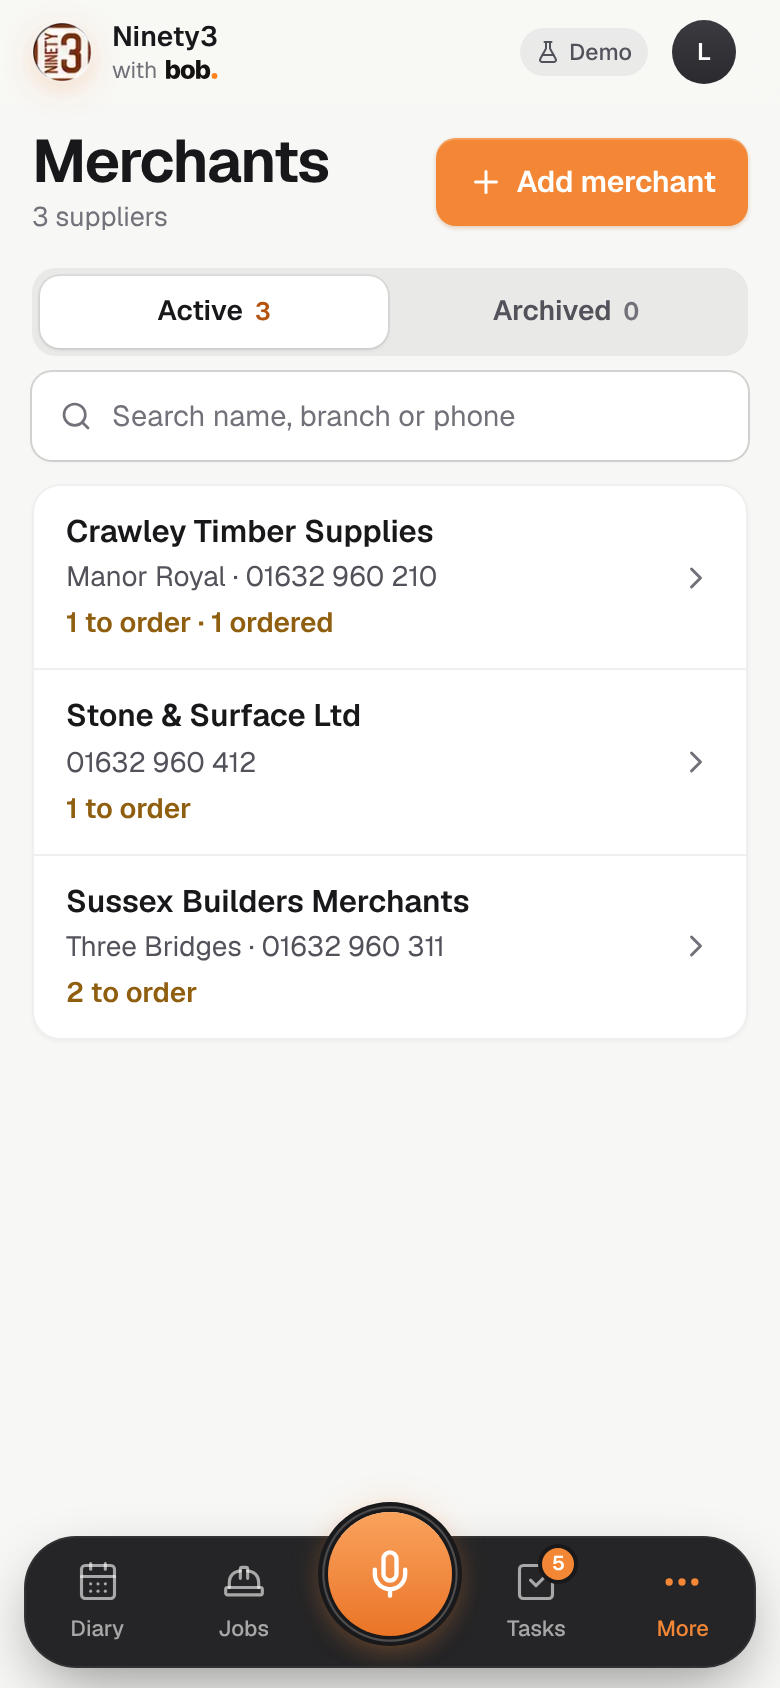 NINETY 3
Ninety3
with bob.
Demo
L
Merchants
3 suppliers
+ Add merchant
Active 3
Archived 0
Search name, branch or phone
Crawley Timber Supplies
Manor Royal · 01632 960 210
1 to order · 1 ordered
Stone & Surface Ltd
01632 960 412
1 to order
Sussex Builders Merchants
Three Bridges · 01632 960 311
2 to order
Diary
Jobs
5
Tasks
More